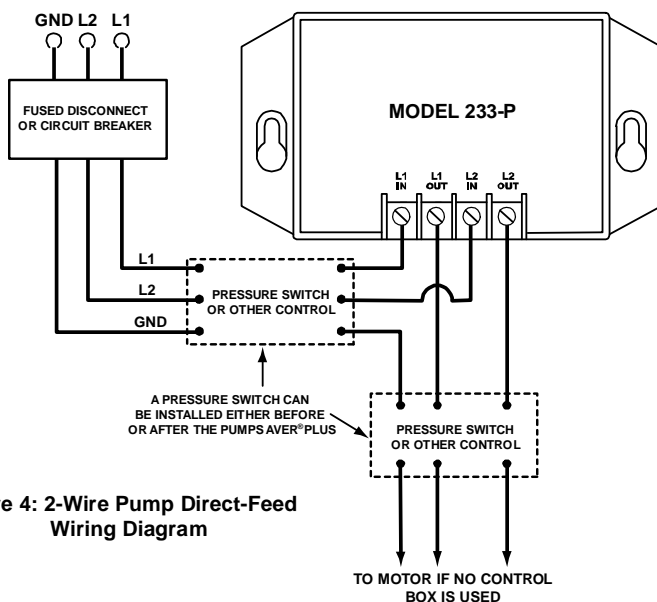 GND L2 L1
FUSED DISCONNECT
OR CIRCUIT BREAKER
MODEL 233-P
L1 IN
L1 OUT
L2 IN
L2 OUT
L1
L2
GND
PRESSURE SWITCH
OR OTHER CONTROL
A PRESSURE SWITCH CAN
BE INSTALLED EITHER BEFORE
OR AFTER THE PUMPSAVER®PLUS
PRESSURE SWITCH
OR OTHER CONTROL
e 4: 2-Wire Pump Direct-Feed
Wiring Diagram
TO MOTOR IF NO CONTROL
BOX IS USED